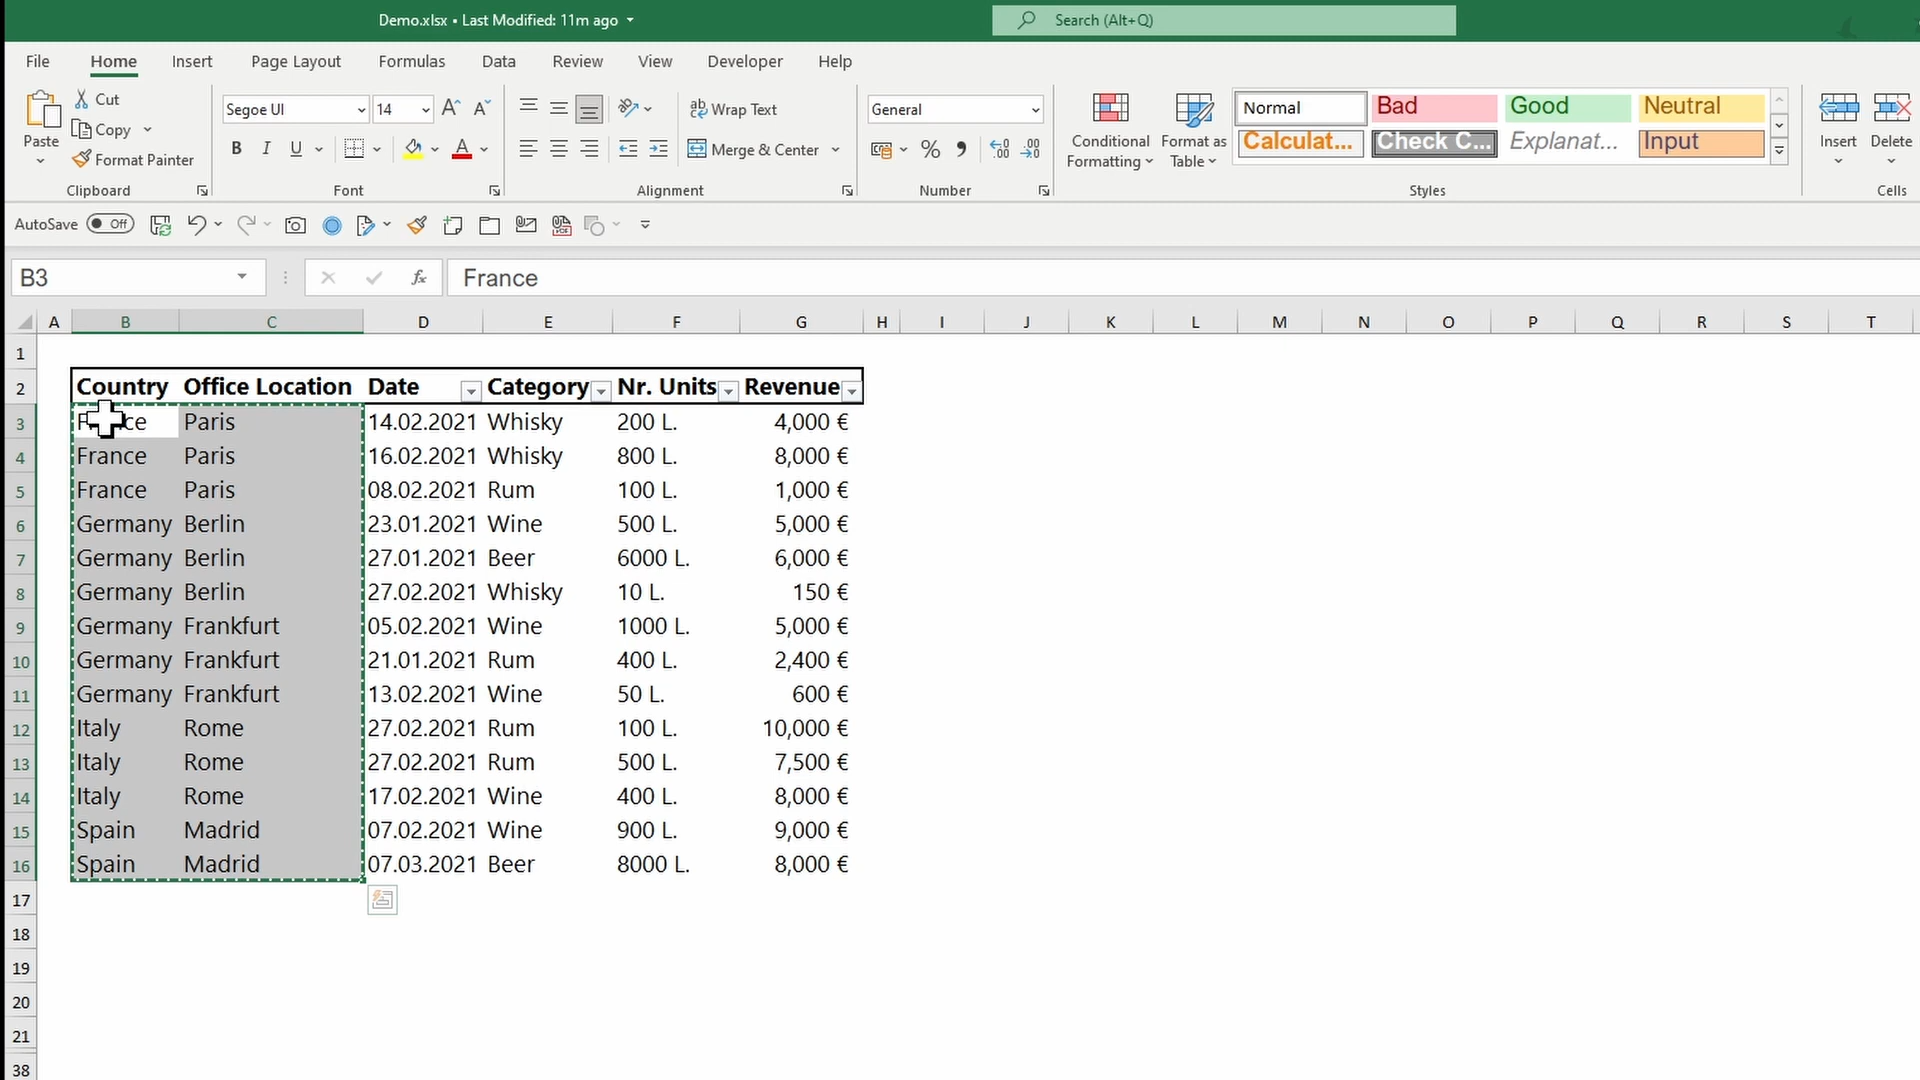 Demo.xlsx • Last Modified: 11m ago
Search (Alt+Q)
File Home Insert Page Layout Formulas Data Review View Developer Help
Paste
Cut
Copy
Format Painter
Clipboard
Segoe UI 14
B I U
Font
Wrap Text
Merge & Center
Alignment
General
Number
Conditional Formatting
Format as Table
Normal Bad Good Neutral
Calculat... Check C... Explanat... Input
Styles
Insert Delete
Cells
AutoSave Off
B3 fx France
A B C D E F G H I J K L M N O P Q R S T
1
2 Country Office Location Date Category Nr. Units Revenue
3 France Paris 14.02.2021 Whisky 200 L. 4,000 €
4 France Paris 16.02.2021 Whisky 800 L. 8,000 €
5 France Paris 08.02.2021 Rum 100 L. 1,000 €
6 Germany Berlin 23.01.2021 Wine 500 L. 5,000 €
7 Germany Berlin 27.01.2021 Beer 6000 L. 6,000 €
8 Germany Berlin 27.02.2021 Whisky 10 L. 150 €
9 Germany Frankfurt 05.02.2021 Wine 1000 L. 5,000 €
10 Germany Frankfurt 21.01.2021 Rum 400 L. 2,400 €
11 Germany Frankfurt 13.02.2021 Wine 50 L. 600 €
12 Italy Rome 27.02.2021 Rum 100 L. 10,000 €
13 Italy Rome 27.02.2021 Rum 500 L. 7,500 €
14 Italy Rome 17.02.2021 Wine 400 L. 8,000 €
15 Spain Madrid 07.02.2021 Wine 900 L. 9,000 €
16 Spain Madrid 07.03.2021 Beer 8000 L. 8,000 €
17
18
19
20
21
38